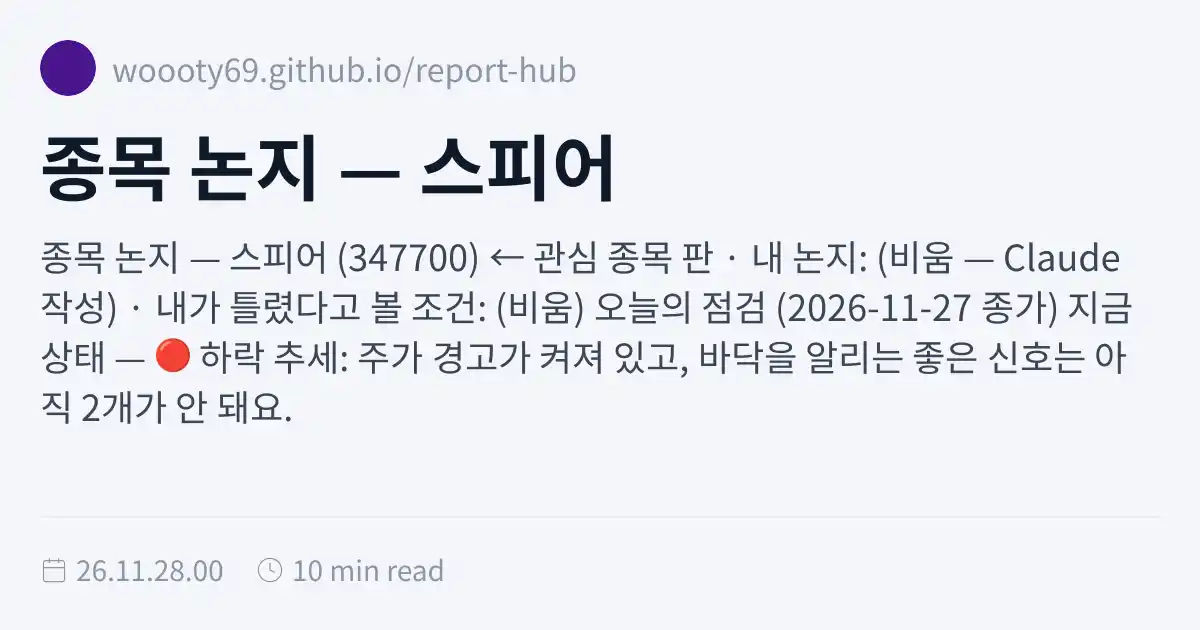 woooty69.github.io/report-hub
종목 논지 — 스피어
종목 논지 — 스피어 (347700) ← 관심 종목 판 · 내 논지: (비움 — Claude
작성) · 내가 틀렸다고 볼 조건: (비움) 오늘의 점검 (2026-11-27 종가) 지금
상태 — 🔴 하락 추세: 주가 경고가 켜져 있고, 바닥을 알리는 좋은 신호는 아
직 2개가 안 돼요.
26.11.28.00 10 min read